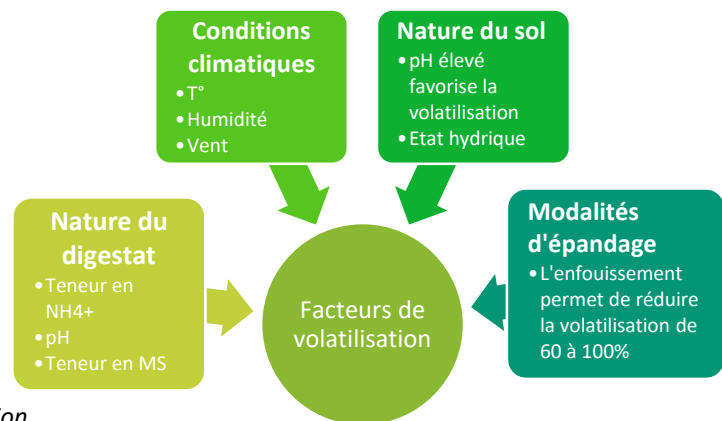 Conditions
climatiques
•T°
•Humidité
•Vent
Nature du sol
•pH élevé
favorise la
volatilisation
•Etat hydrique
Nature du
digestat
•Teneur en
NH4+
•pH
•Teneur en MS
Modalités
d'épandage
•L'enfouissement
permet de réduire
la volatilisation de
60 à 100%
Facteurs de
volatilisation